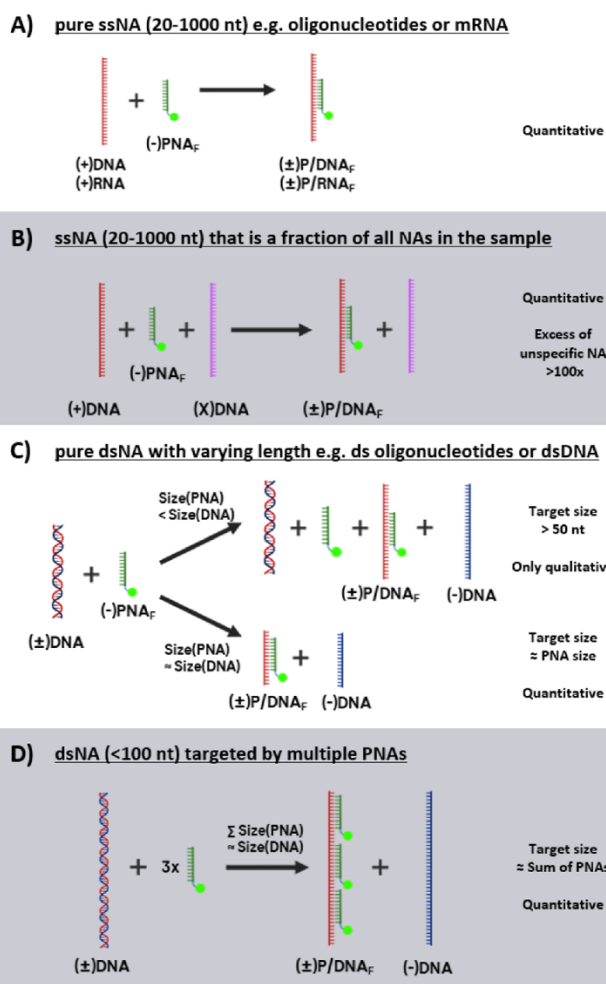 A) pure ssNA (20-1000 nt) e.g. oligonucleotides or mRNA
+
(-)PNAF
(+)DNA
(+)RNA
(±)P/DNAF
(±)P/RNAF
Quantitative
B) ssNA (20-1000 nt) that is a fraction of all NAs in the sample
+ + +
(-)PNAF
(+)DNA
(X)DNA
(±)P/DNAF
Quantitative
Excess of
unspecific NA
>100x
C) pure dsNA with varying length e.g. ds oligonucleotides or dsDNA
Size(PNA)
< Size(DNA)
+ + +
(±)P/DNAF
(-)DNA
Target size
> 50 nt
Only qualitative
+
(-)PNAF
(±)DNA
Size(PNA)
≈ Size(DNA)
+
(±)P/DNAF
(-)DNA
Target size
≈ PNA size
Quantitative
D) dsNA (<100 nt) targeted by multiple PNAs
+ 3x
∑ Size(PNA)
≈ Size(DNA)
+
(±)DNA
(±)P/DNAF
(-)DNA
Target size
≈ Sum of PNAs
Quantitative